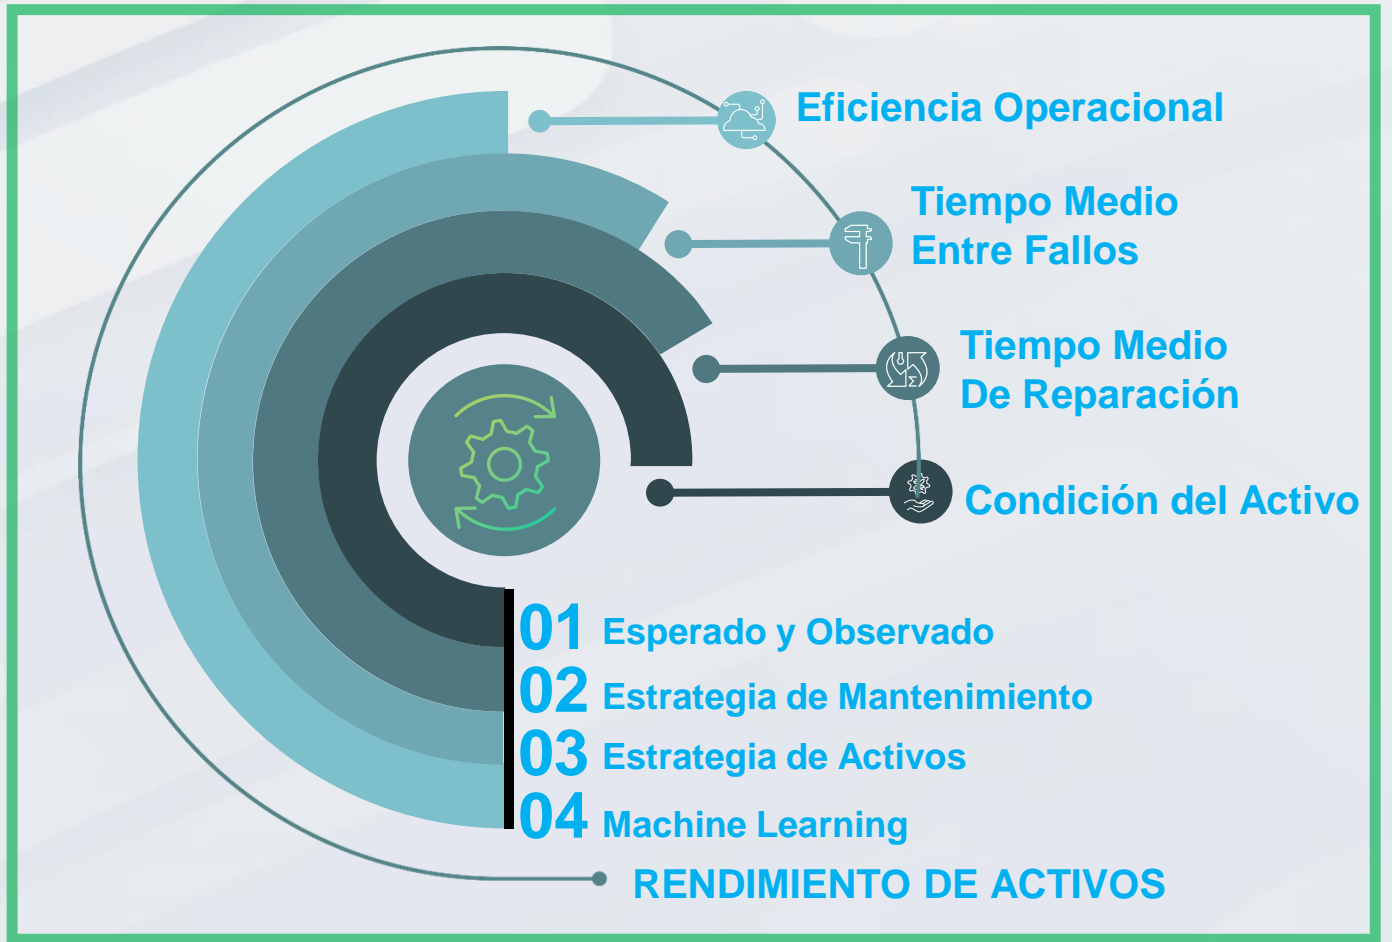 Eficiencia Operacional
Tiempo Medio
Entre Fallos
Tiempo Medio
De Reparación
Condición del Activo
01 Esperado y Observado
02 Estrategia de Mantenimiento
03 Estrategia de Activos
04 Machine Learning
RENDIMIENTO DE ACTIVOS